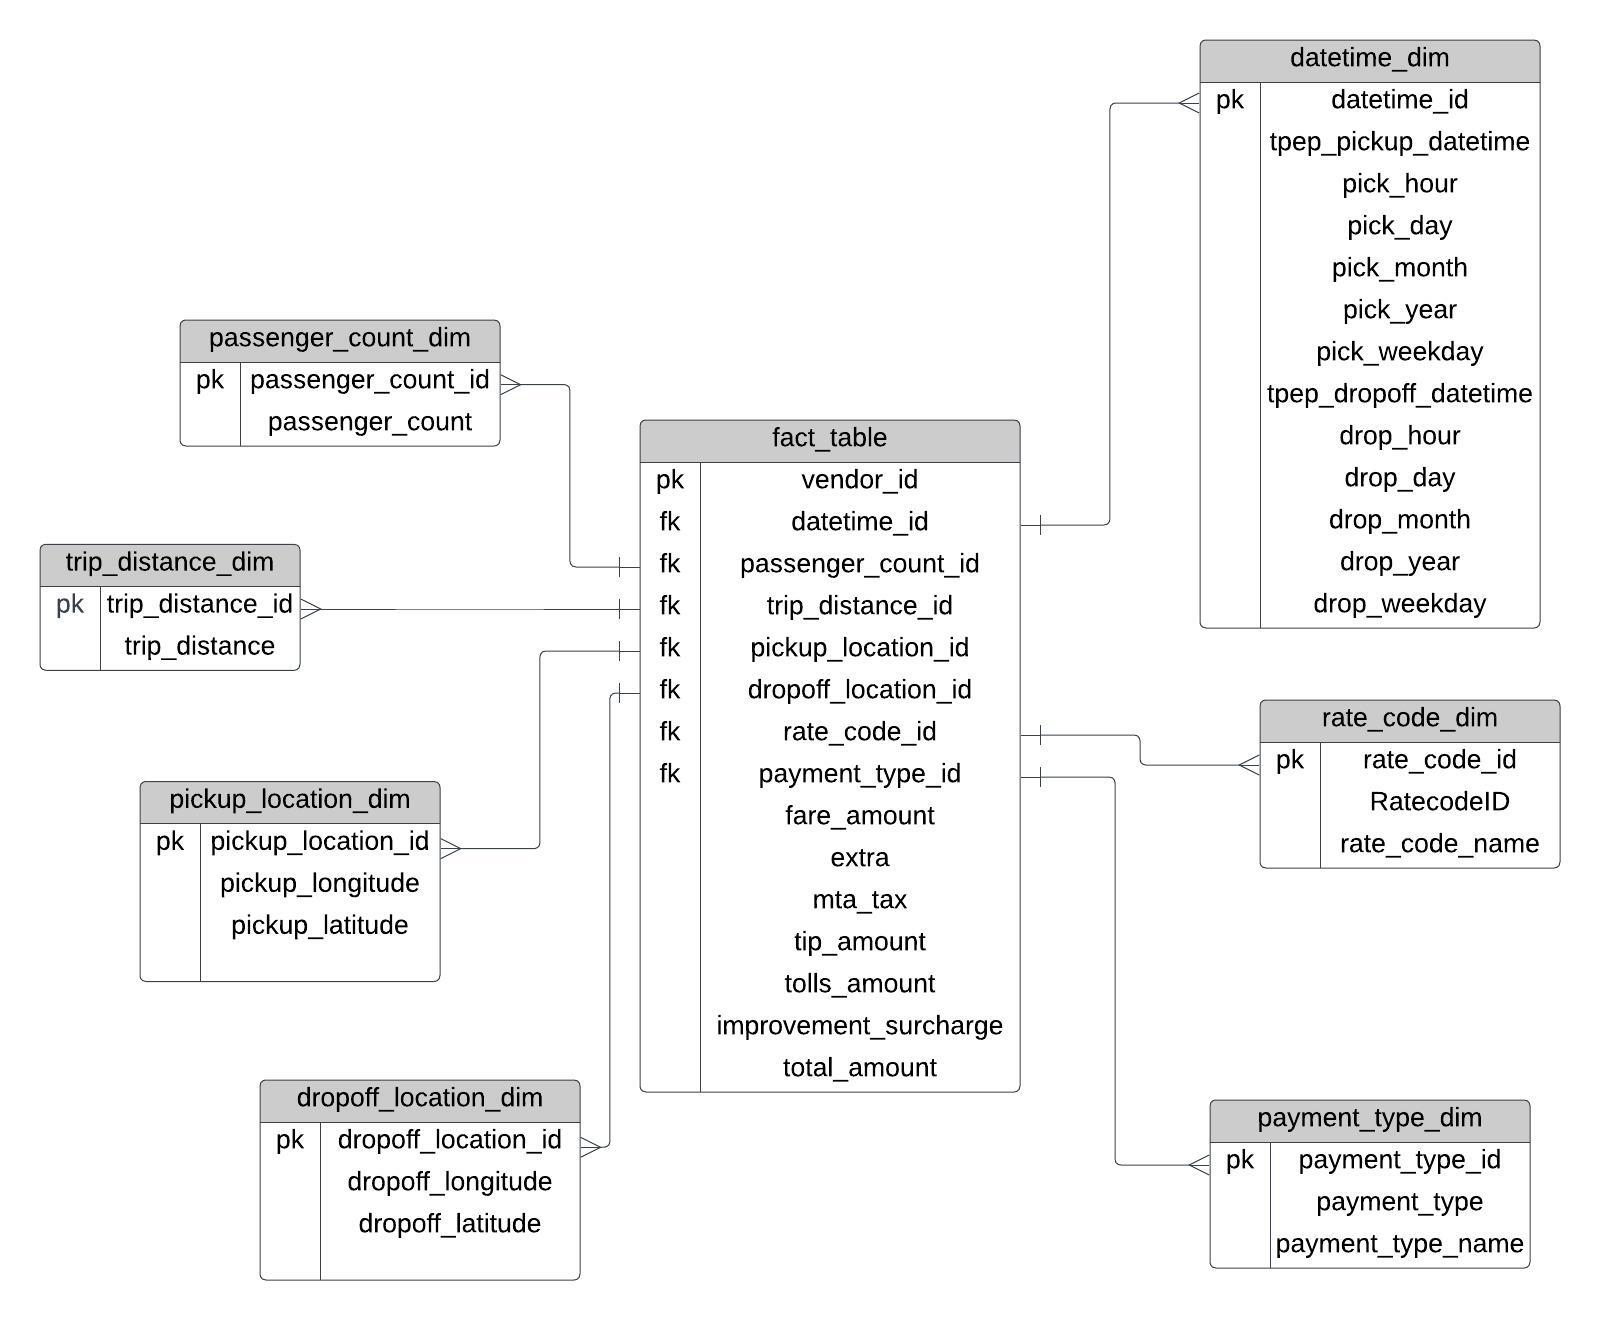 datetime_dim
pk datetime_id
tpep_pickup_datetime
pick_hour
pick_day
pick_month
pick_year
pick_weekday
tpep_dropoff_datetime
drop_hour
drop_day
drop_month
drop_year
drop_weekday
passenger_count_dim
pk passenger_count_id
passenger_count
fact_table
pk vendor_id
fk datetime_id
fk passenger_count_id
fk trip_distance_id
fk pickup_location_id
fk dropoff_location_id
fk rate_code_id
fk payment_type_id
fare_amount
extra
mta_tax
tip_amount
tolls_amount
improvement_surcharge
total_amount
trip_distance_dim
pk trip_distance_id
trip_distance
pickup_location_dim
pk pickup_location_id
pickup_longitude
pickup_latitude
rate_code_dim
pk rate_code_id
RatecodeID
rate_code_name
dropoff_location_dim
pk dropoff_location_id
dropoff_longitude
dropoff_latitude
payment_type_dim
pk payment_type_id
payment_type
payment_type_name